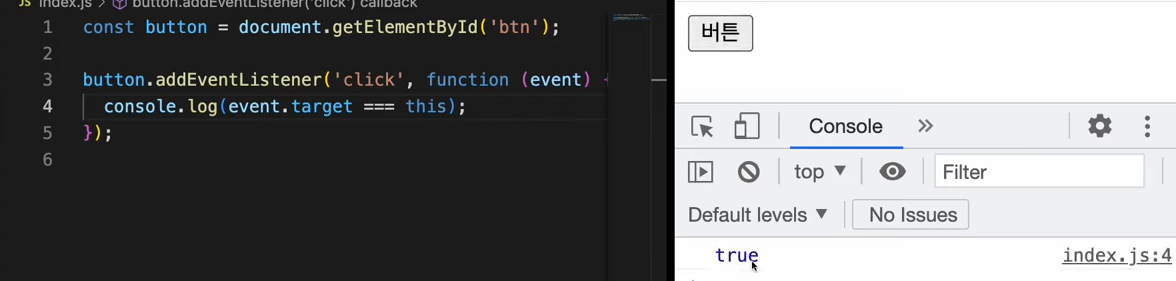 JS index.js > button.addEventListener('click') callback
1 const button = document.getElementById('btn');
2
3 button.addEventListener('click', function (event) {
4 console.log(event.target === this);
5 });
6
버튼
Console »
top ▼ Filter
Default levels ▼ No Issues
true index.js:4